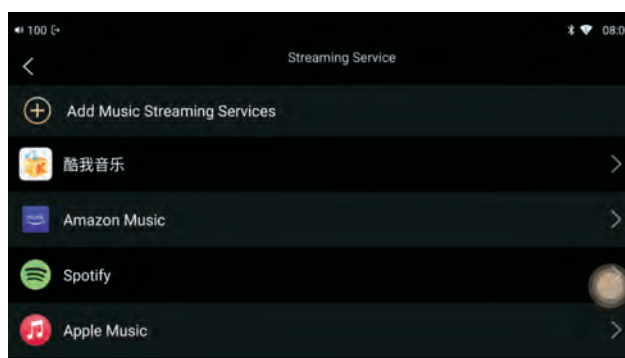 100
08:0
Streaming Service
Add Music Streaming Services
酷我音乐
Amazon Music
Spotify
Apple Music